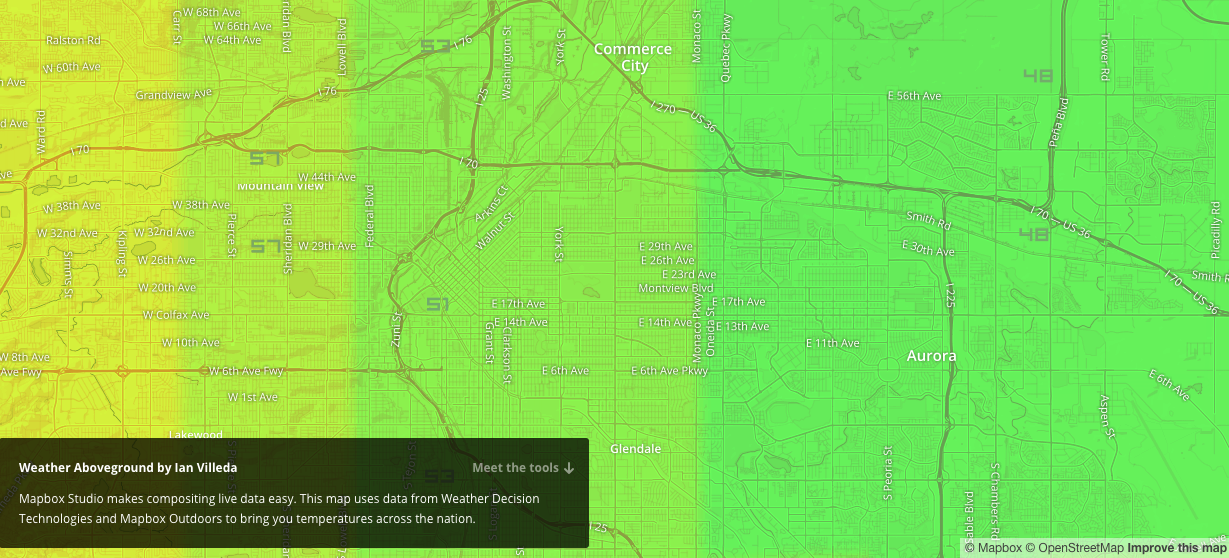 W 68th Ave
W 66th Ave
W 64th Ave
Ralston Rd
W 60th Ave
Grandview Ave
Carr St
Lowell Blvd
I 76
53
I 76
Washington St
York St
I 25
Commerce
City
Monaco St
Quebec Pkwy
I 270 — US 36
Tower Rd
48
E 56th Ave
Peña Blvd
Ward Rd
I 70
57
W 44th Ave
Mountain View
I 70
W 38th Ave
W 38th Ave
W 32nd Ave
W 32nd Ave
Simms St
Kipling St
Pierce St
Sheridan Blvd
Federal Blvd
57
W 29th Ave
W 26th Ave
W 20th Ave
W Colfax Ave
W 10th Ave
W 8th Ave
Ave Fwy
W 6th Ave Fwy
W 1st Ave
Lakewood
Arkins Ct
Walnut St
York St
51
Zuni St
E 17th Ave
E 14th Ave
Grant St
Clarkson St
E 6th Ave
E 29th Ave
E 26th Ave
E 23rd Ave
Montview Blvd
E 14th Ave
E 6th Ave Pkwy
Monaco Pkwy
Oneida St
E 17th Ave
E 13th Ave
E 11th Ave
Smith Rd
E 30th Ave
I 70 — US 36
48
Picadilly Rd
Smith R
I 70 — US 36
I 225
Aurora
E 6th Ave
Aspen St
Glendale
S Peoria St
S Chambers Rd
Sable Blvd
I 25
53
Weather Aboveground by Ian Villeda
Meet the tools ↓
Mapbox Studio makes compositing live data easy. This map uses data from Weather Decision
Technologies and Mapbox Outdoors to bring you temperatures across the nation.
© Mapbox © OpenStreetMap Improve this map